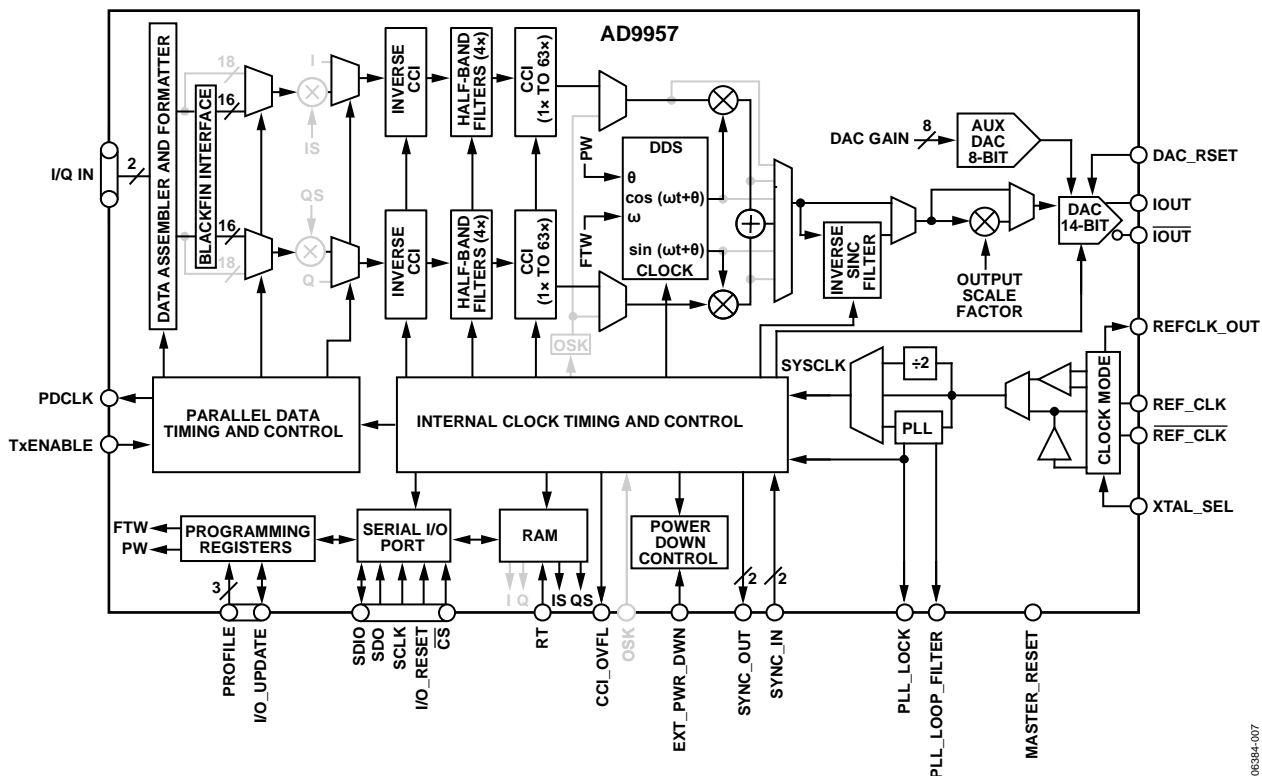 AD9957
DATA ASSEMBLER AND FORMATTER
BLACKFIN INTERFACE
18
16
16
18
I/Q IN
2
IS
QS
I
Q
INVERSE
CCI
HALF-BAND
FILTERS (4×)
CCI
(1× TO 63×)
INVERSE
CCI
HALF-BAND
FILTERS (4×)
CCI
(1× TO 63×)
OSK
PW
FTW
DDS
θ
cos (ωt+θ)
ω
sin (ωt+θ)
CLOCK
INVERSE
SINC
FILTER
OUTPUT
SCALE
FACTOR
DAC GAIN
8
AUX
DAC
8-BIT
DAC
14-BIT
DAC_RSET
IOUT
IOUT
REFCLK_OUT
REF_CLK
REF_CLK
XTAL_SEL
CLOCK MODE
SYSCLK
÷2
PLL
PDCLK
TxENABLE
PARALLEL DATA
TIMING AND CONTROL
INTERNAL CLOCK TIMING AND CONTROL
FTW
PW
PROGRAMMING
REGISTERS
SERIAL I/O
PORT
RAM
POWER
DOWN
CONTROL
3
I
Q
IS
QS
2
2
PROFILE
I/O_UPDATE
SDIO
SDO
SCLK
I/O_RESET
CS
RT
CCI_OVFL
OSK
EXT_PWR_DWN
SYNC_OUT
SYNC_IN
PLL_LOCK
PLL_LOOP_FILTER
MASTER_RESET
06384-007